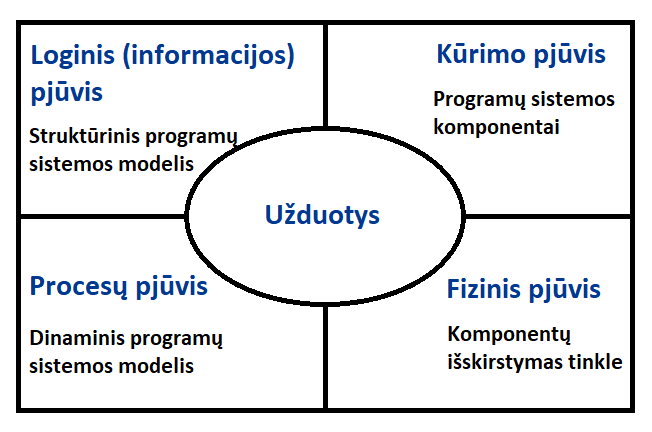 Loginis (informacijos)
pjūvis
Struktūrinis programų
sistemos modelis
Kūrimo pjūvis
Programų sistemos
komponentai
Užduotys
Procesų pjūvis
Dinaminis programų
sistemos modelis
Fizinis pjūvis
Komponentų
išskirstymas tinkle